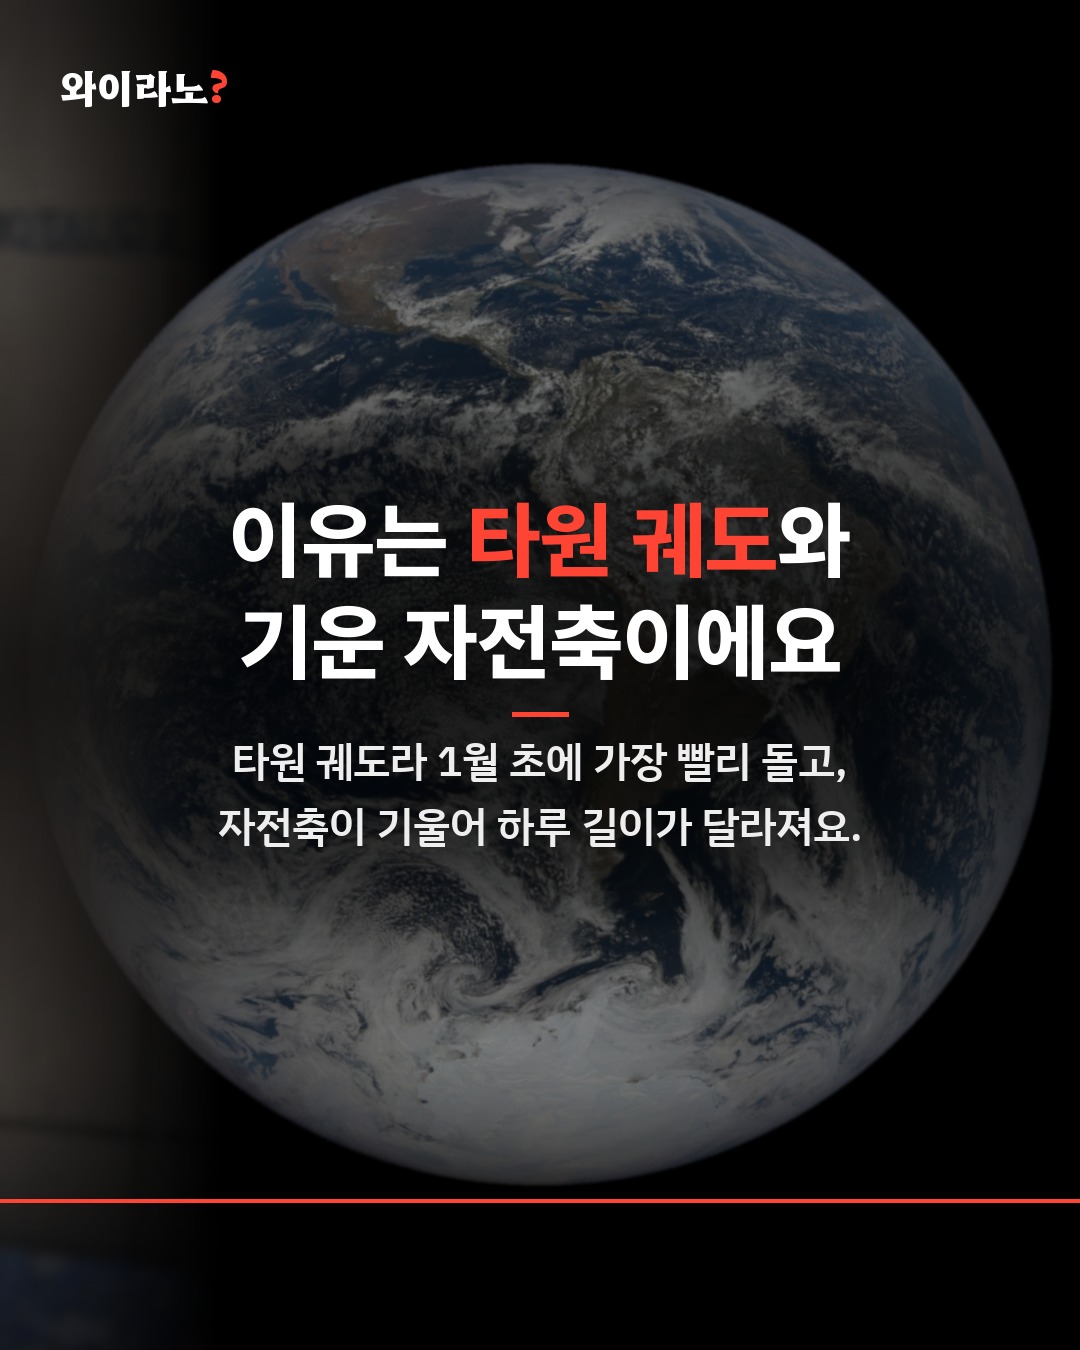 와이라노?
이유는 타원 궤도와
기운 자전축이에요
타원 궤도라 1월 초에 가장 빨리 돌고,
자전축이 기울어 하루 길이가 달라져요.